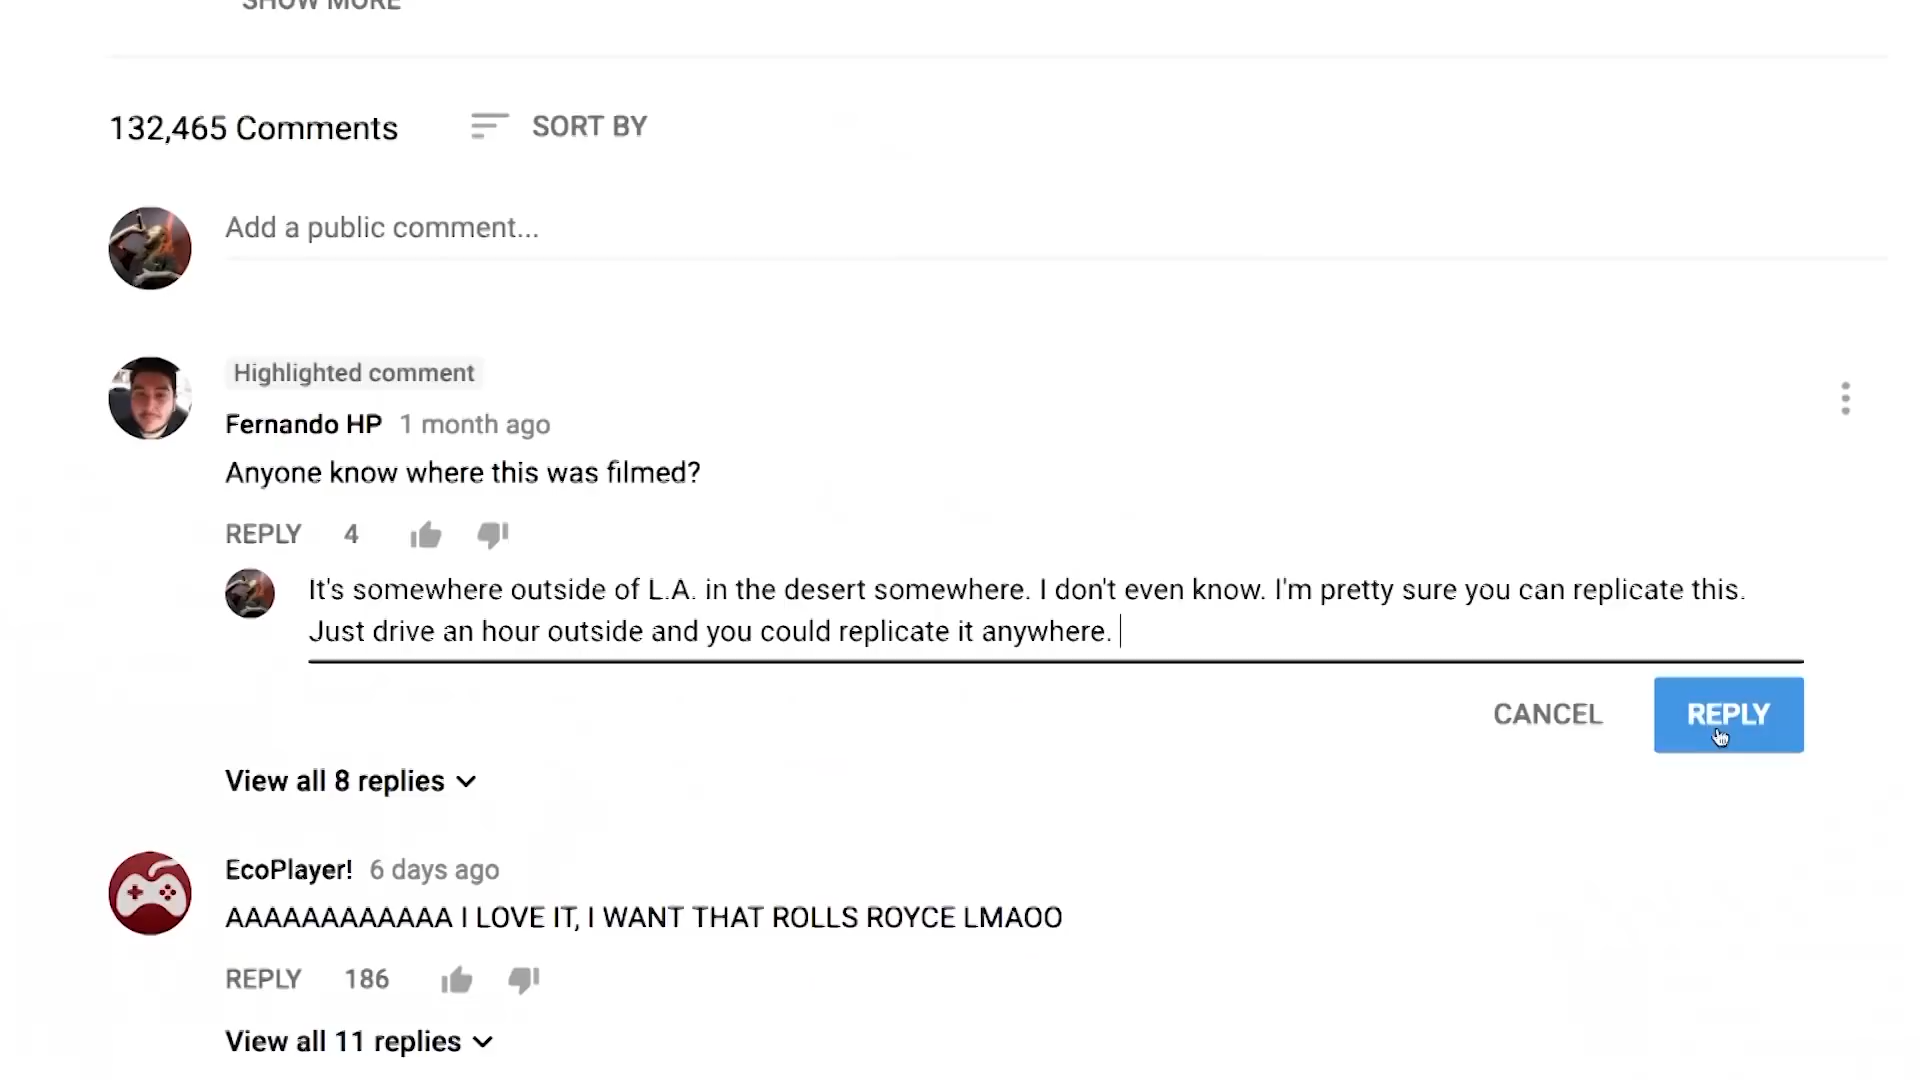 SHOW MORE
132,465 Comments
SORT BY
Add a public comment...
Highlighted comment
Fernando HP 1 month ago
Anyone know where this was filmed?
REPLY 4
It's somewhere outside of L.A. in the desert somewhere. I don't even know. I'm pretty sure you can replicate this.
Just drive an hour outside and you could replicate it anywhere.
CANCEL
REPLY
View all 8 replies
EcoPlayer! 6 days ago
AAAAAAAAAAAA I LOVE IT, I WANT THAT ROLLS ROYCE LMAOO
REPLY 186
View all 11 replies